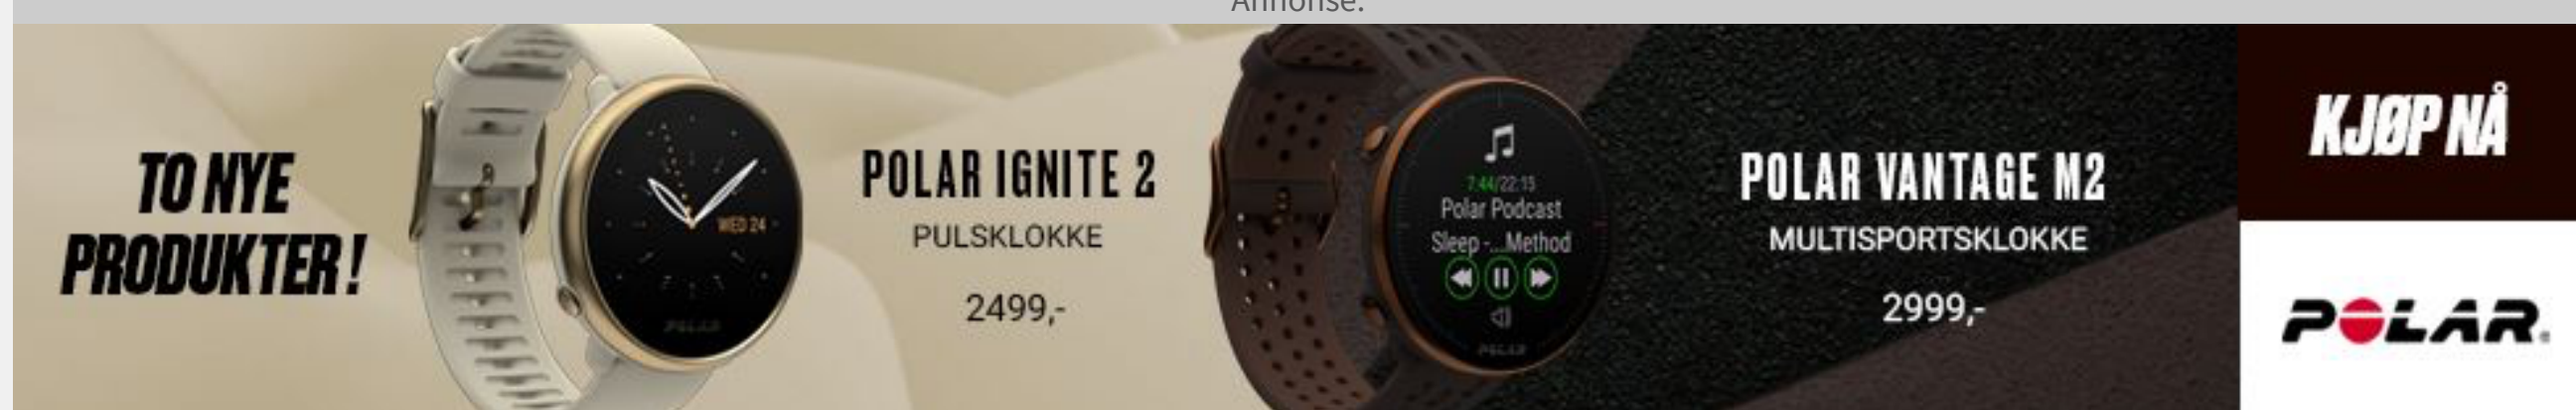 Annonse:
TO NYE
PRODUKTER!
WED 24
POLAR
POLAR IGNITE 2
PULSKLOKKE
2499,-
7:44/22:15
Polar Podcast
Sleep -...Method
POLAR
POLAR VANTAGE M2
MULTISPORTSKLOKKE
2999,-
KJØP NÅ
POLAR®